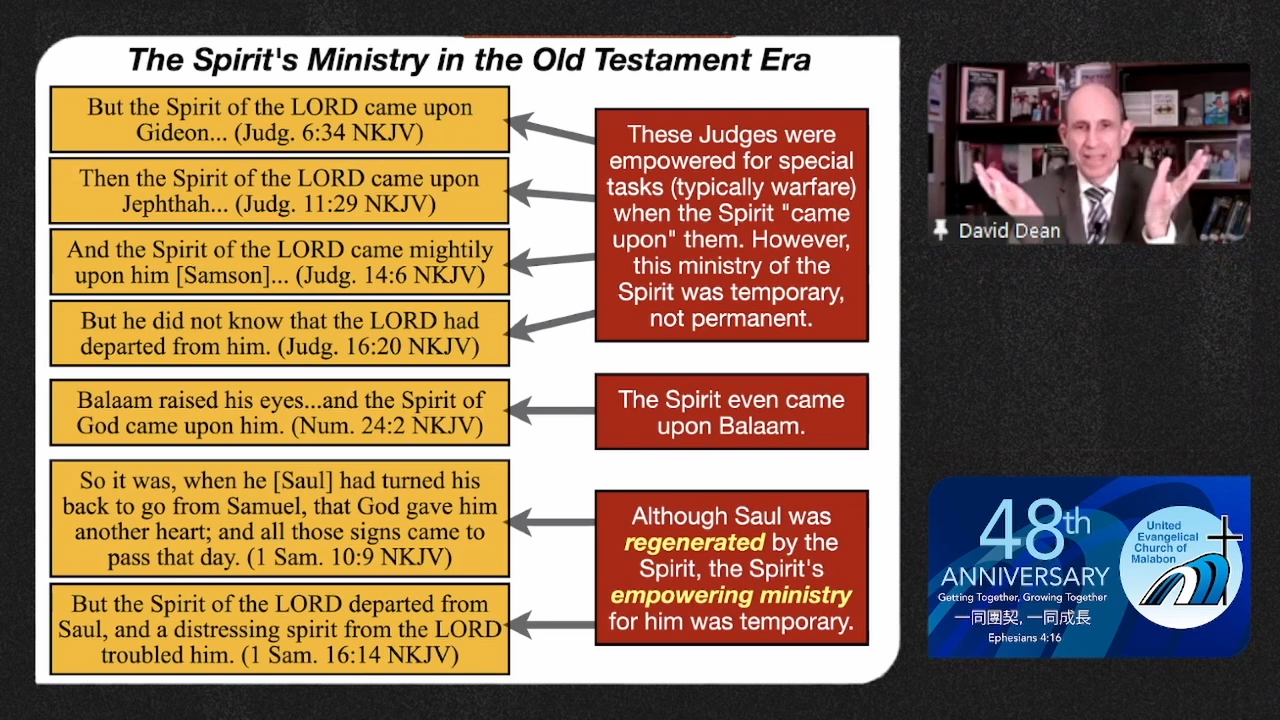 The Spirit's Ministry in the Old Testament Era
But the Spirit of the LORD came upon
Gideon... (Judg. 6:34 NKJV)
Then the Spirit of the LORD came upon
Jephthah... (Judg. 11:29 NKJV)
And the Spirit of the LORD came mightily
upon him [Samson]... (Judg. 14:6 NKJV)
But he did not know that the LORD had
departed from him. (Judg. 16:20 NKJV)
Balaam raised his eyes...and the Spirit of
God came upon him. (Num. 24:2 NKJV)
So it was, when he [Saul] had turned his
back to go from Samuel, that God gave him
another heart; and all those signs came to
pass that day. (1 Sam. 10:9 NKJV)
But the Spirit of the LORD departed from
Saul, and a distressing spirit from the LORD
troubled him. (1 Sam. 16:14 NKJV)
These Judges were
empowered for special
tasks (typically warfare)
when the Spirit "came
upon" them. However,
this ministry of the
Spirit was temporary,
not permanent.
The Spirit even came
upon Balaam.
Although Saul was
regenerated by the
Spirit, the Spirit's
empowering ministry
for him was temporary.
David Dean
48th
ANNIVERSARY
Getting Together, Growing Together
一同團契, 一同成長
Ephesians 4:16
United
Evangelical
Church of
Malabon